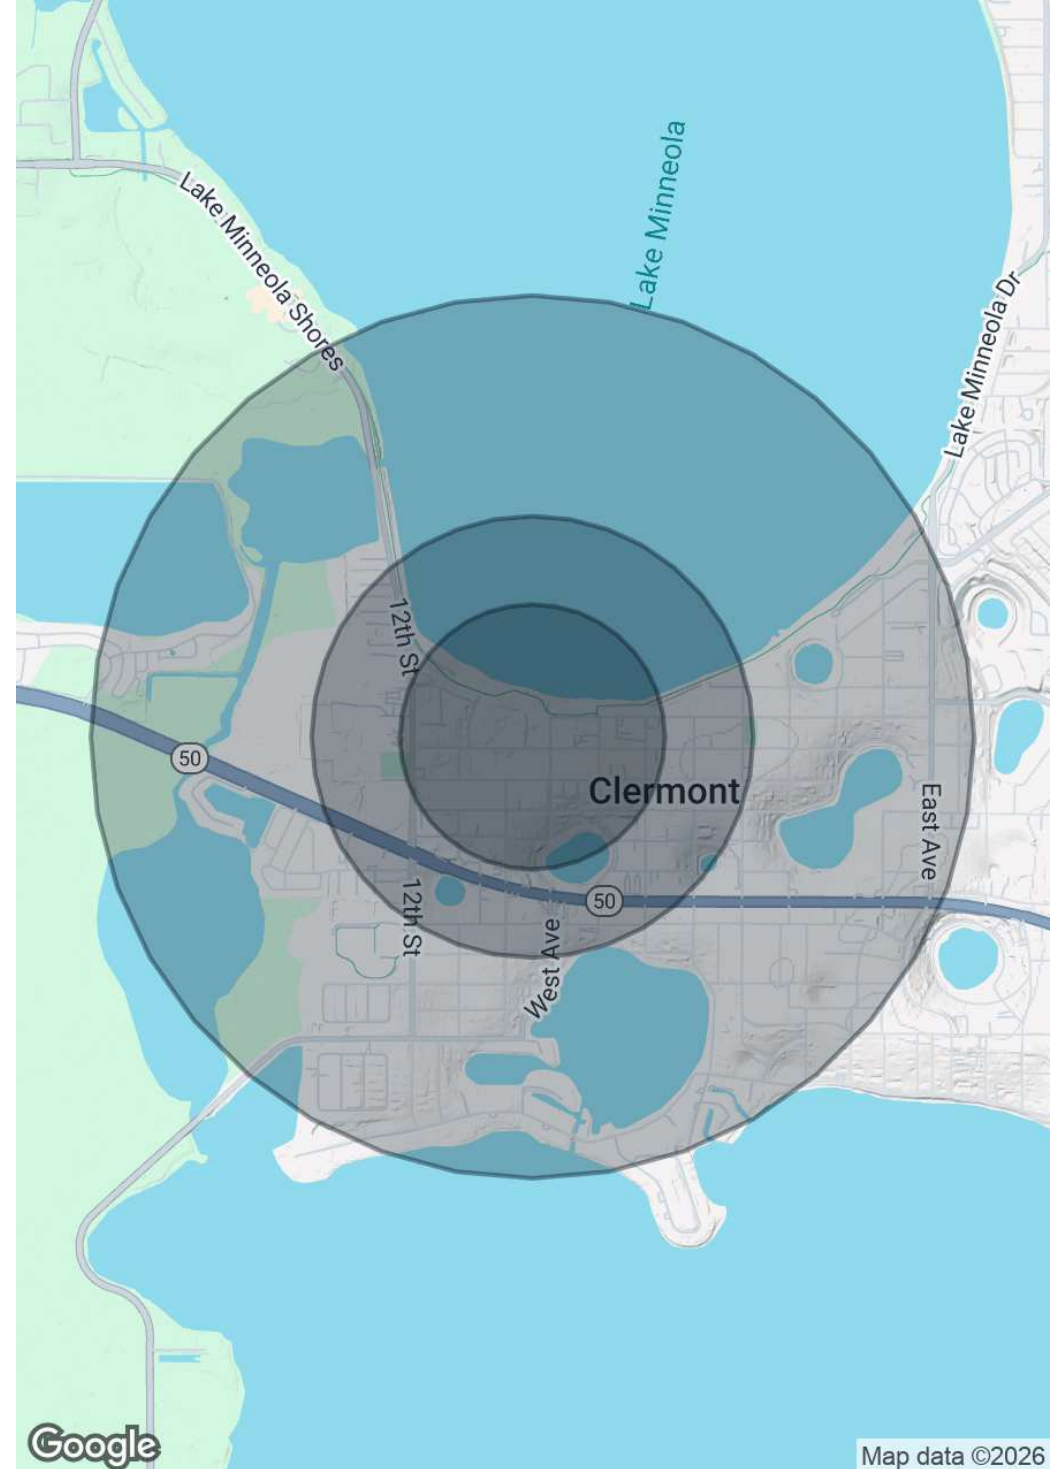 Lake Minneola
Lake Minneola Shores
Lake Minneola Dr
12th St
50
Clermont
East Ave
12th St
50
West Ave
Google
Map data ©2026